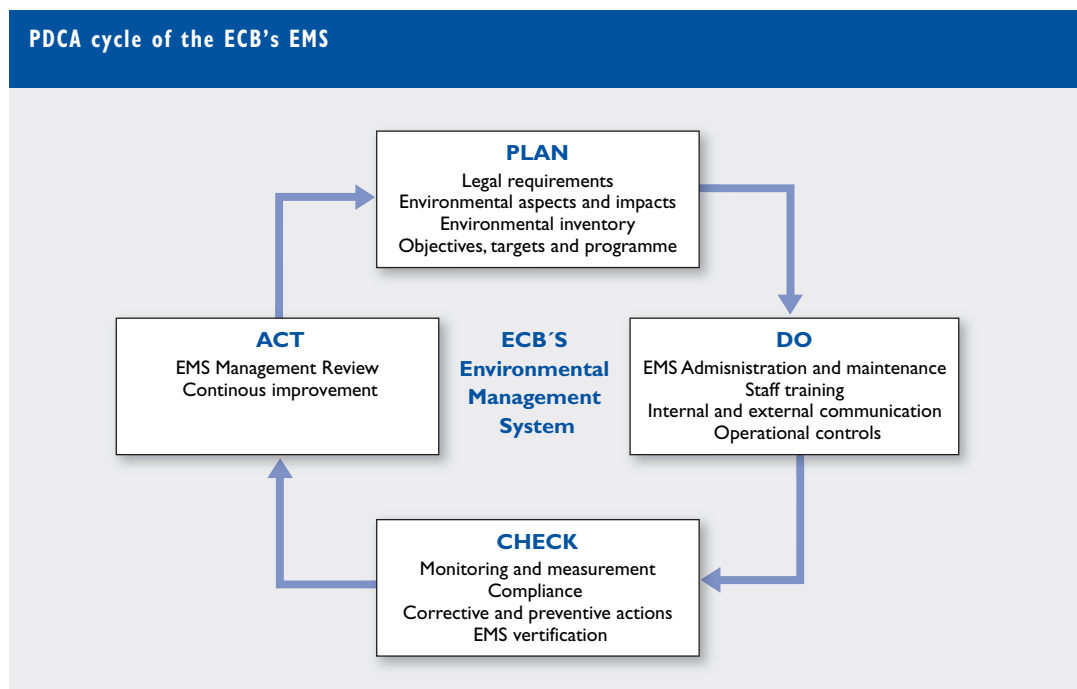 PDCA cycle of the ECB's EMS
PLAN
Legal requirements
Environmental aspects and impacts
Environmental inventory
Objectives, targets and programme
ACT
EMS Management Review
Continous improvement
ECB´S
Environmental
Management
System
DO
EMS Admisnistration and maintenance
Staff training
Internal and external communication
Operational controls
CHECK
Monitoring and measurement
Compliance
Corrective and preventive actions
EMS vertification